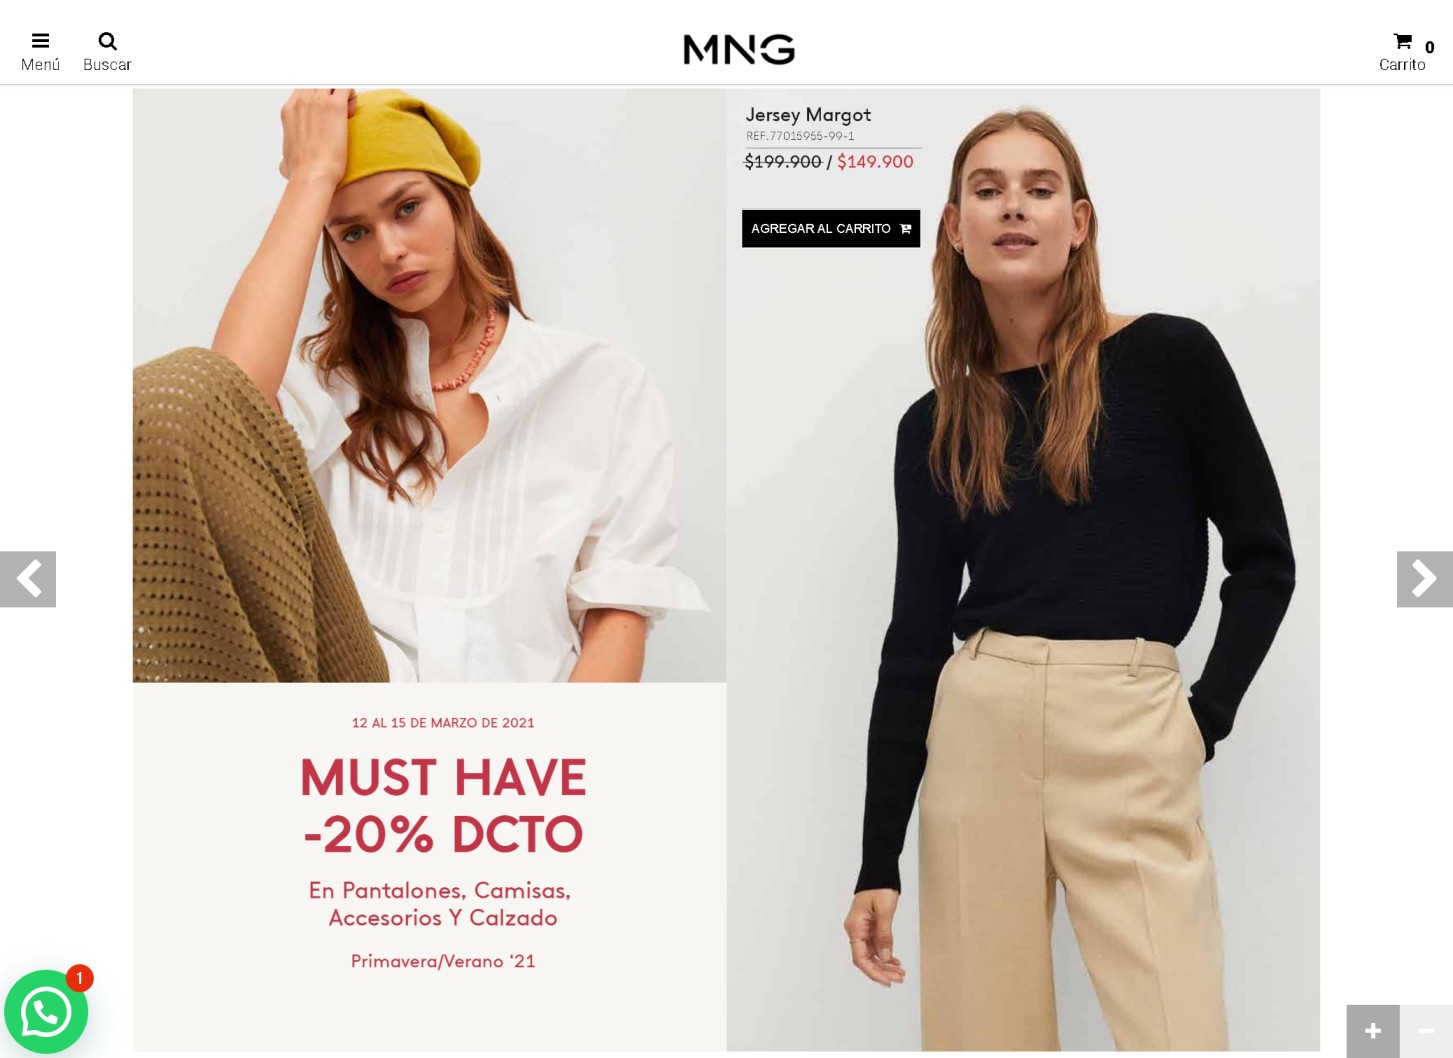 Menú
Buscar
MNG
0
Carrito
Jersey Margot
REF.77015955-99-1
$199.900 / $149.900
AGREGAR AL CARRITO
12 AL 15 DE MARZO DE 2021
MUST HAVE
-20% DCTO
En Pantalones, Camisas,
Accesorios Y Calzado
Primavera/Verano ‘21
1